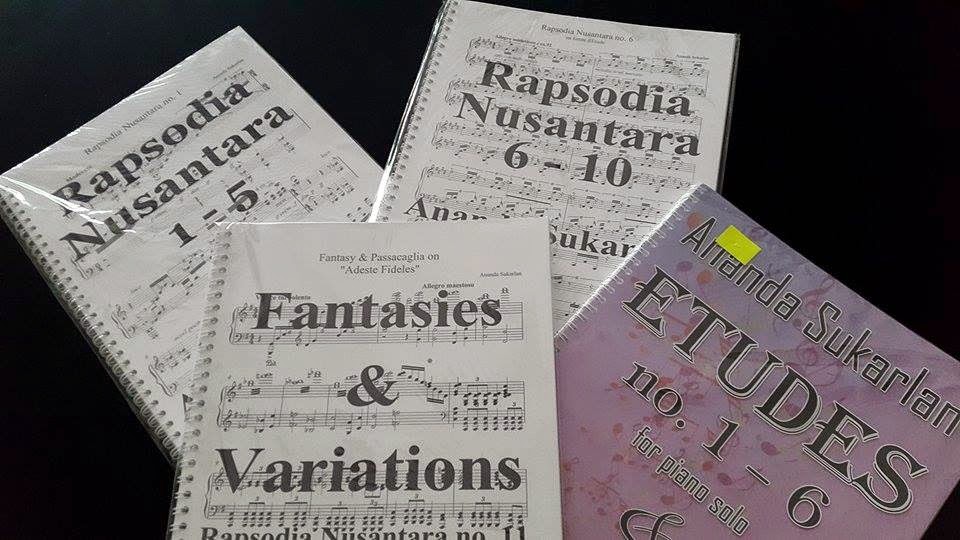 Rapsodia Nusantara no. 1
Ananda Sukarlan
Rapsodia
Nusantara
1 - 5
Rapsodia Nusantara no. 6
Ananda Sukarlan
Rapsodia
Nusantara
6 - 10
Fantasy & Passacaglia on
"Adeste Fideles"
Ananda Sukarlan
Allegro maestoso
Fantasies
&
Variations
Rapsodia Nusantara no. 11
Ananda Sukarlan
ETUDES
no. 1 - 6
for piano solo
&